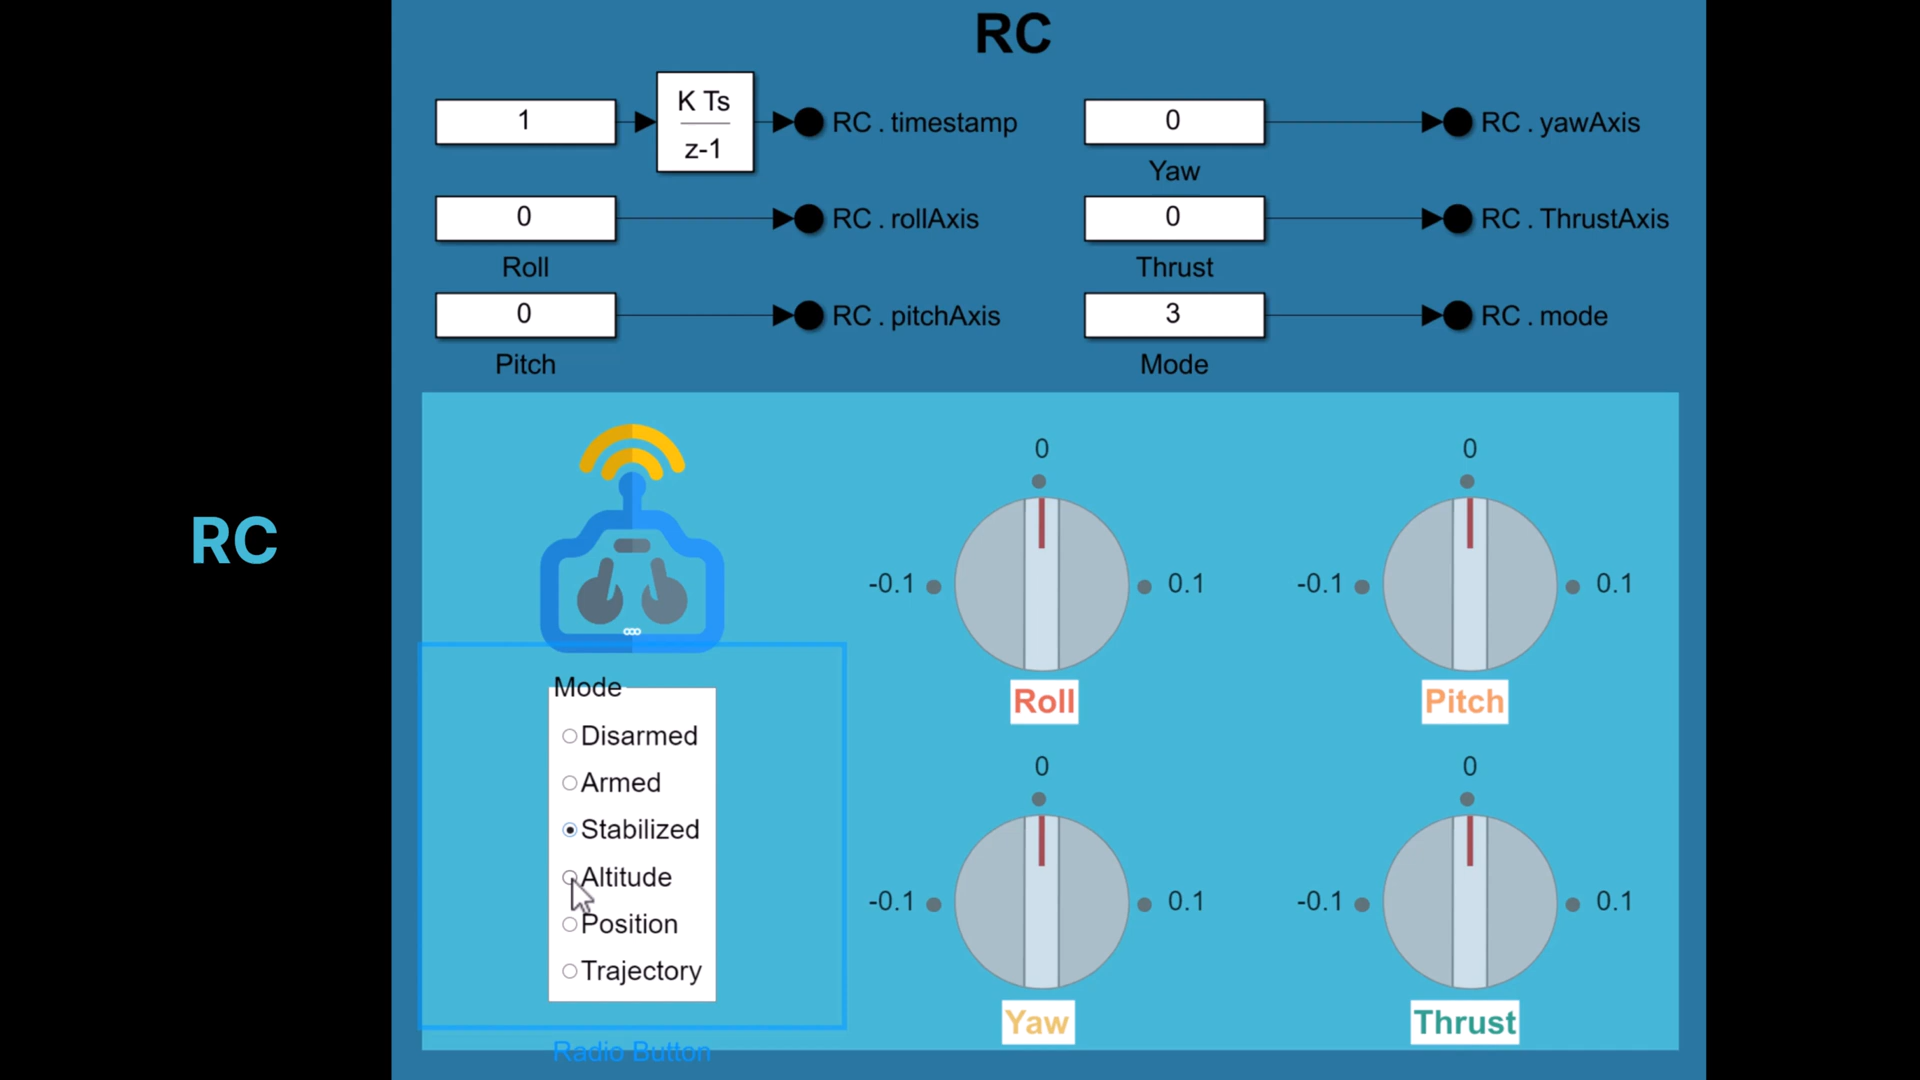 RC
RC
1
K Ts
z-1
RC . timestamp
0
Yaw
RC . yawAxis
0
Roll
RC . rollAxis
0
Thrust
RC . ThrustAxis
0
Pitch
RC . pitchAxis
3
Mode
RC . mode
Mode
Disarmed
Armed
Stabilized
Altitude
Position
Trajectory
Radio Button
0
-0.1
0.1
Roll
0
-0.1
0.1
Pitch
0
-0.1
0.1
Yaw
0
-0.1
0.1
Thrust